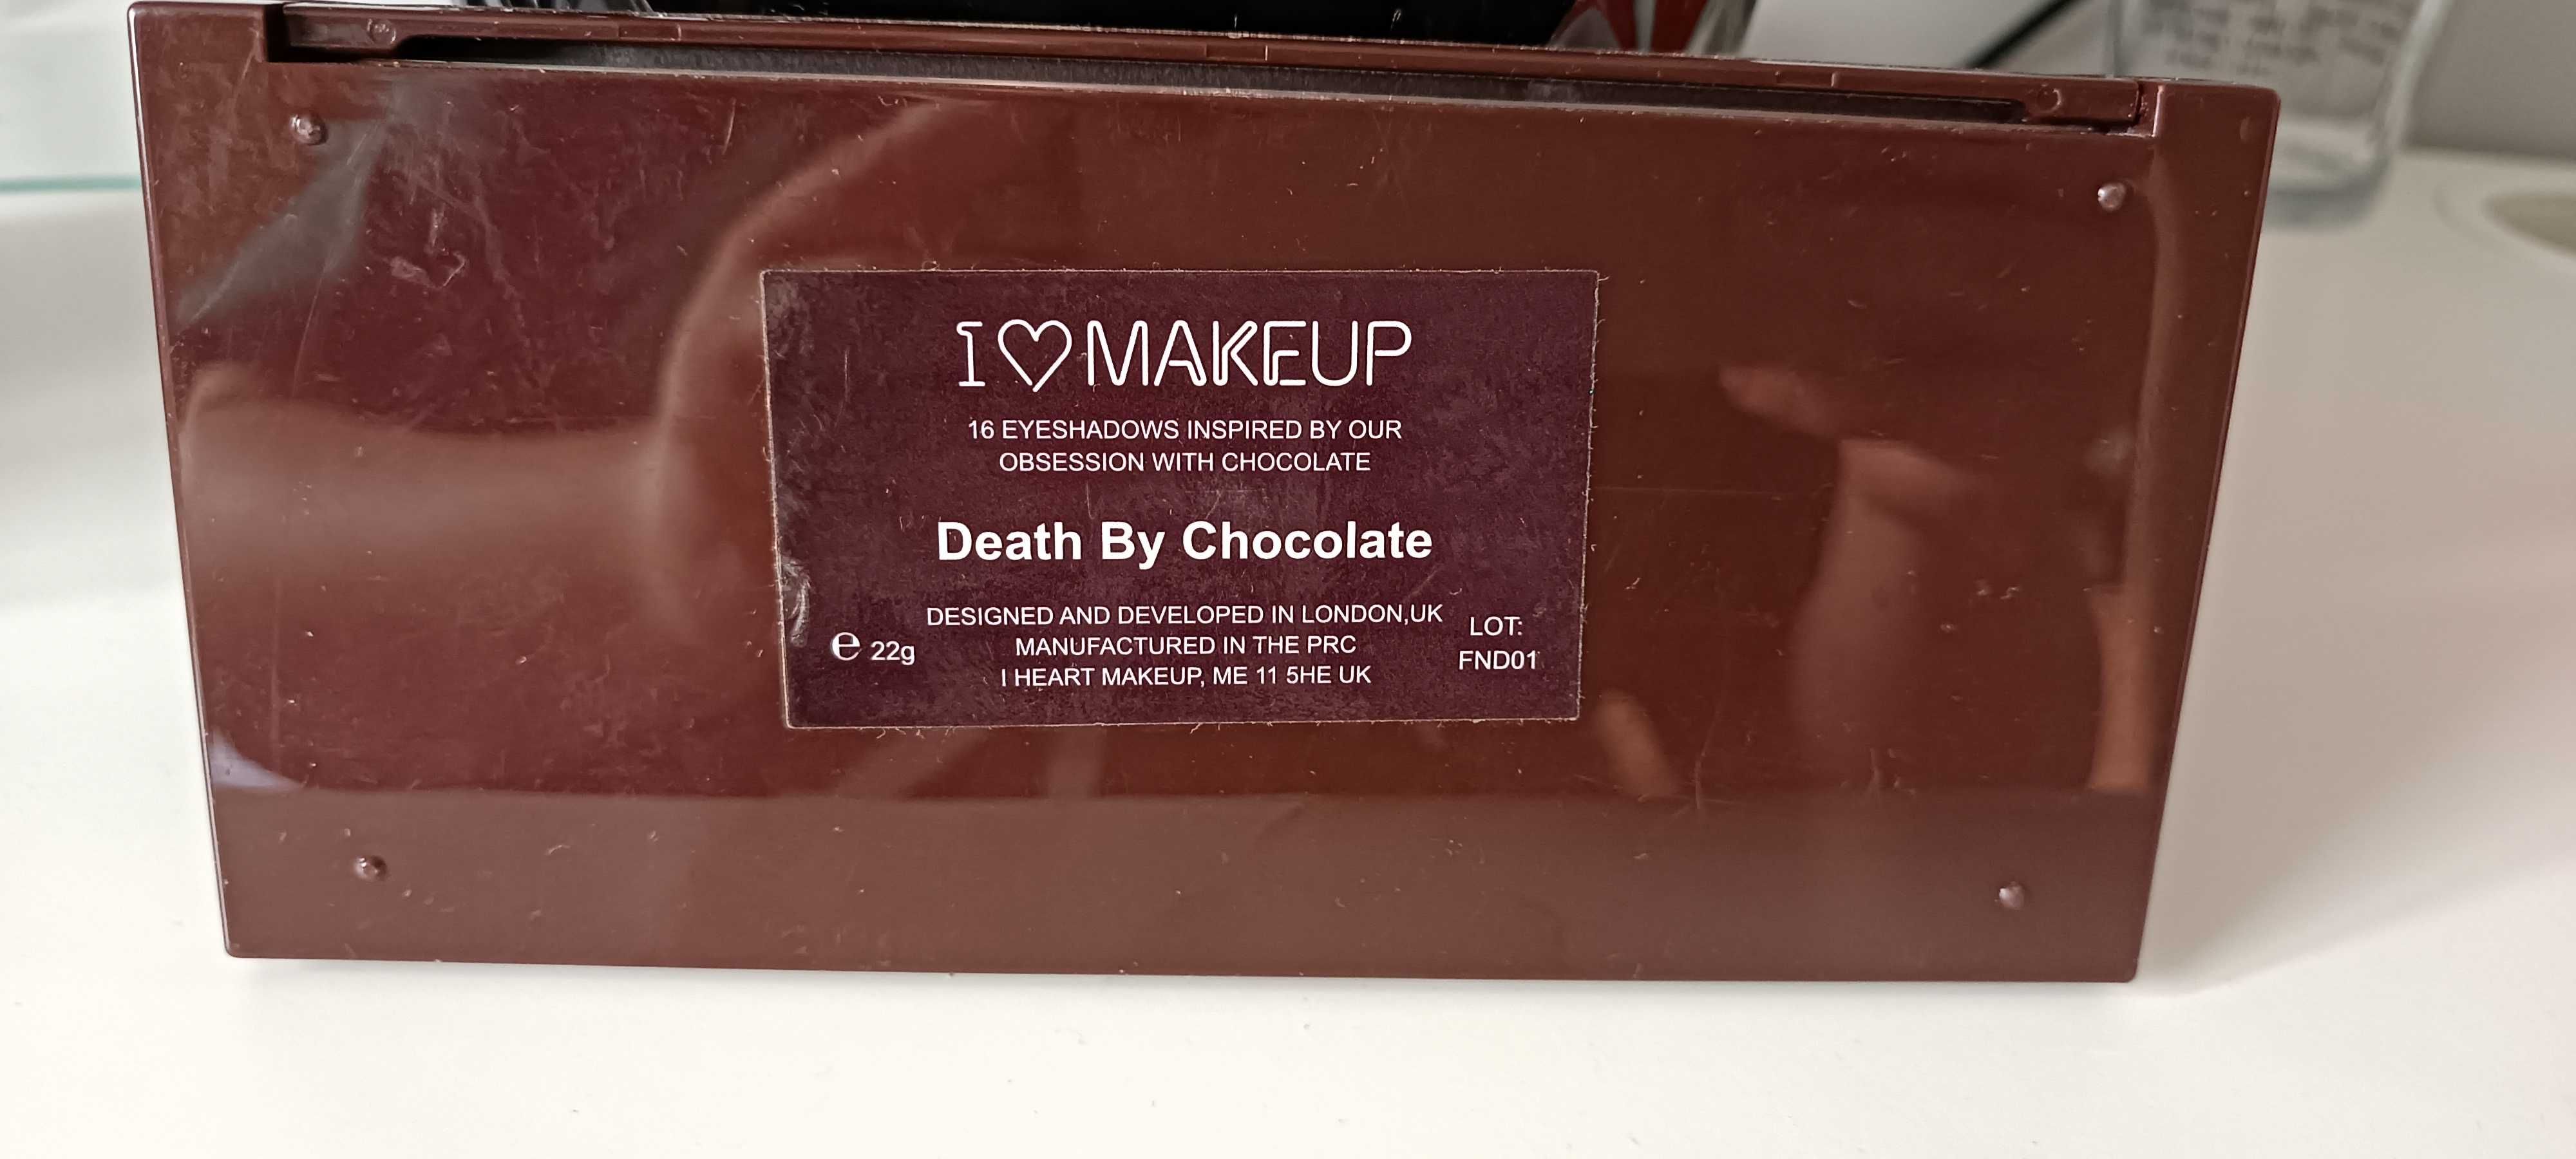 I ♡ MAKEUP
16 EYESHADOWS INSPIRED BY OUR
OBSESSION WITH CHOCOLATE
Death By Chocolate
DESIGNED AND DEVELOPED IN LONDON,UK
MANUFACTURED IN THE PRC
I HEART MAKEUP, ME 11 5HE UK
℮ 22g
LOT:
FND01